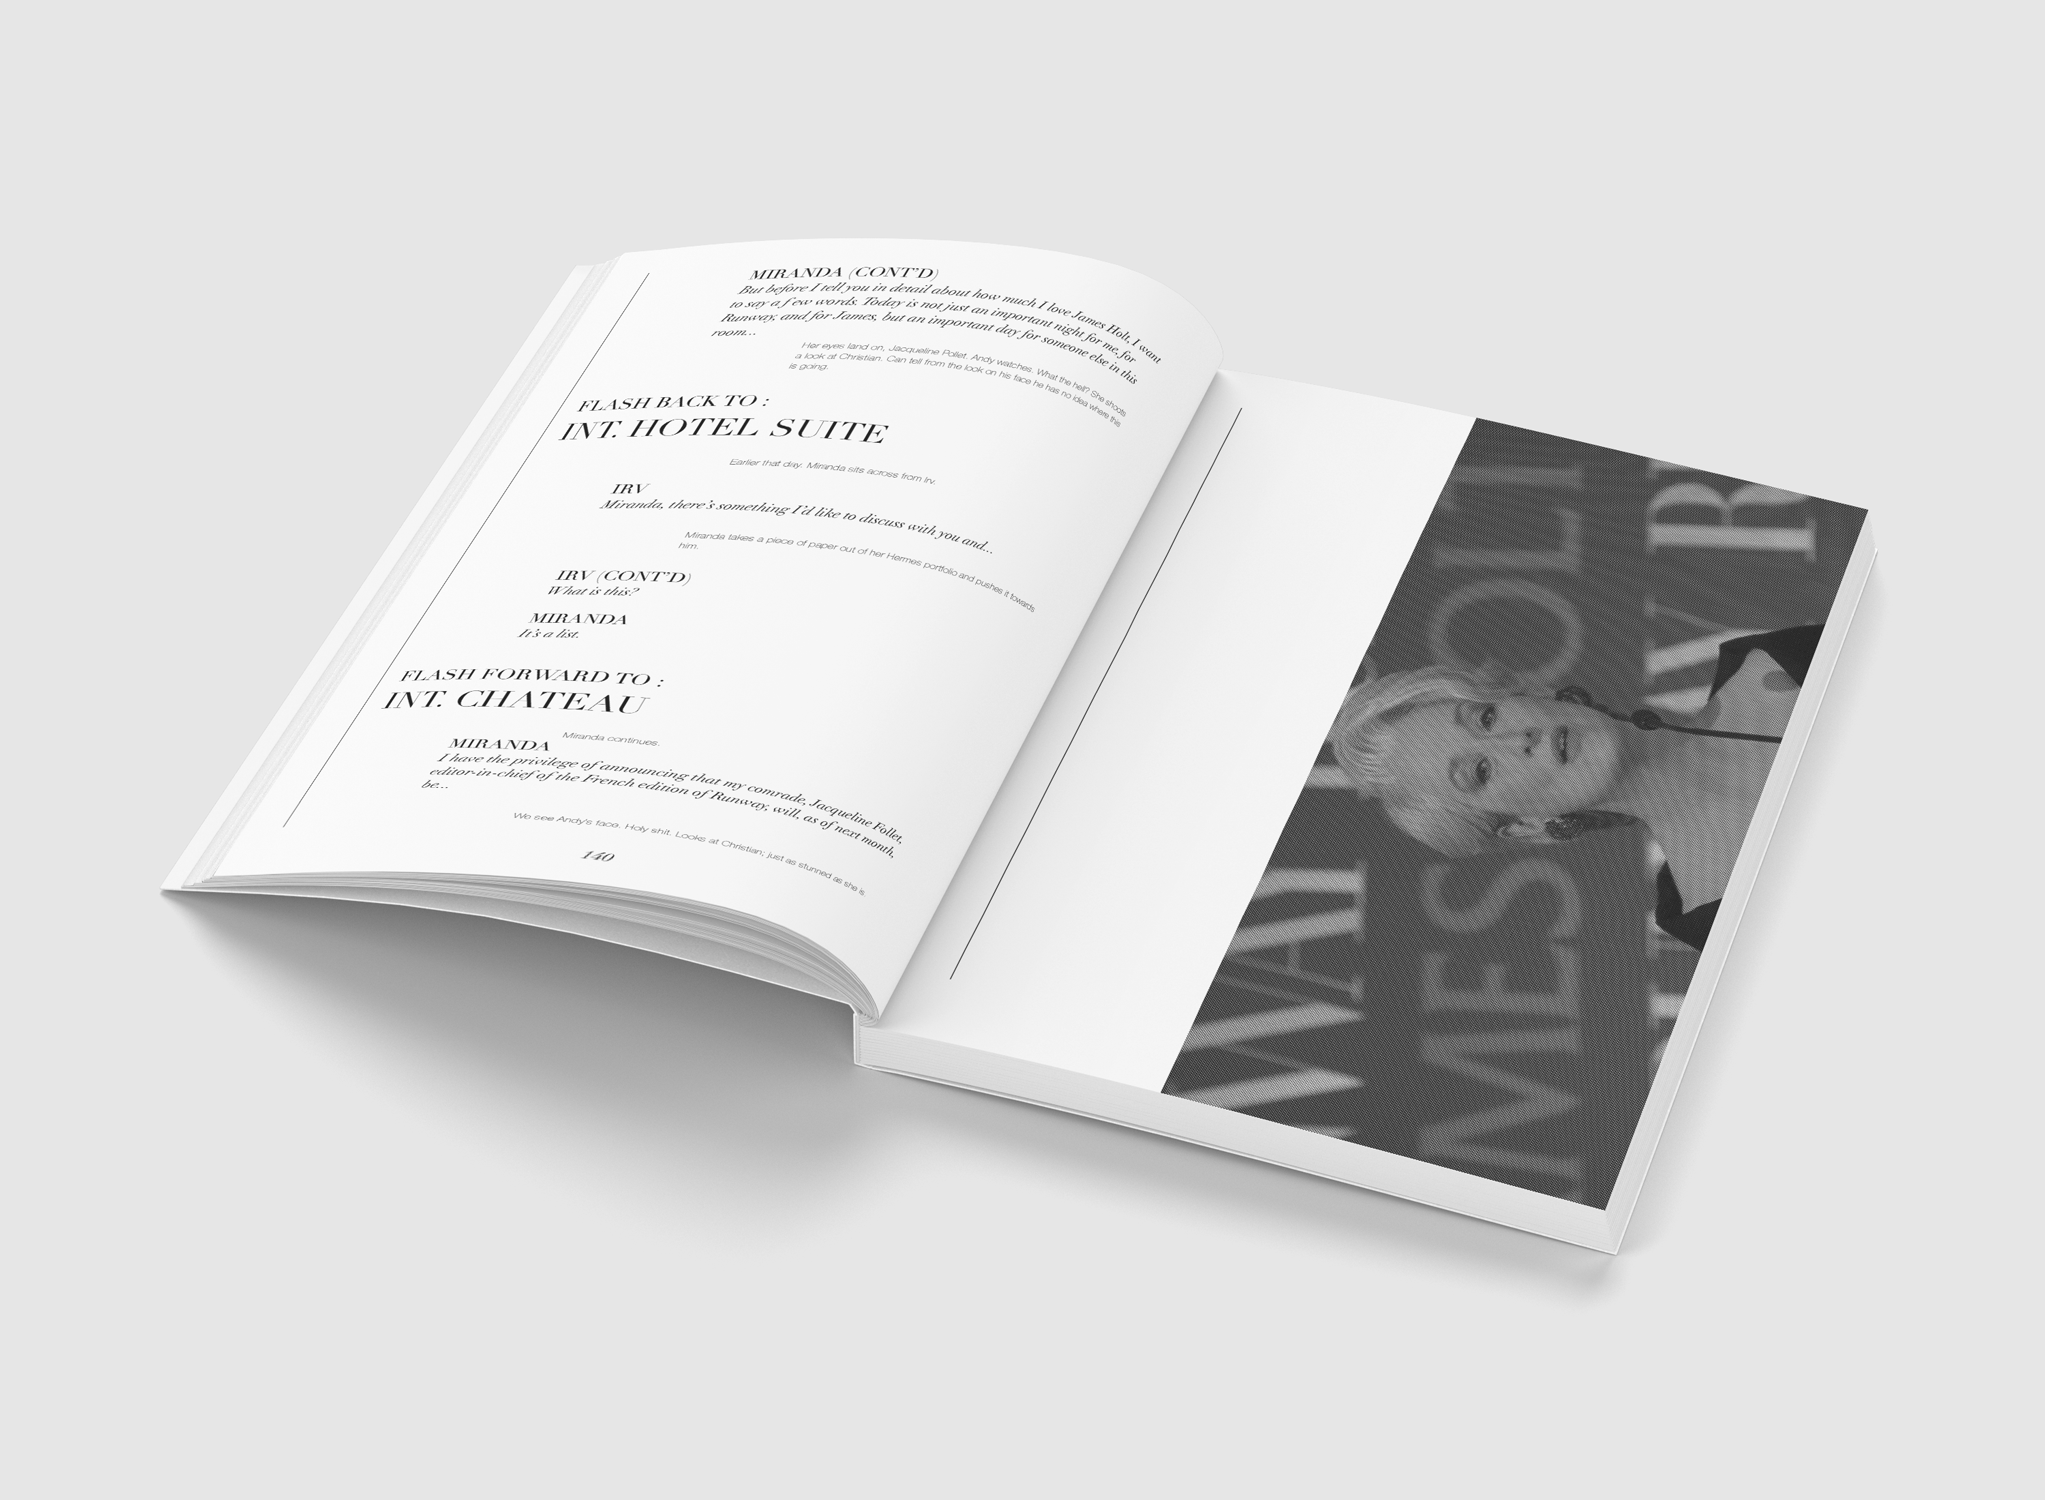 MIRANDA (CONT'D)
But before I tell you in detail about how much I love James Holt, I want
to say a few words. Today is not just an important night for me, for
Runway, and for James, but an important day for someone else in this
room...
Her eyes land on, Jacqueline Follet. Andy watches. What the hell? She shoots
a look at Christian. Can tell from the look on his face he has no idea where this
is going.
FLASH BACK TO :
INT. HOTEL SUITE
Earlier that day. Miranda sits across from Irv.
IRV
Miranda, there's something I'd like to discuss with you and...
Miranda takes a piece of paper out of her Hermes portfolio and pushes it towards
him.
IRV (CONT'D)
What is this?
MIRANDA
It's a list.
FLASH FORWARD TO :
INT. CHATEAU
Miranda continues.
MIRANDA
I have the privilege of announcing that my comrade, Jacqueline Follet,
editor-in-chief of the French edition of Runway, will, as of next month,
be...
We see Andy's face. Holy shit. Looks at Christian; just as stunned as she is.
140
MES OLT